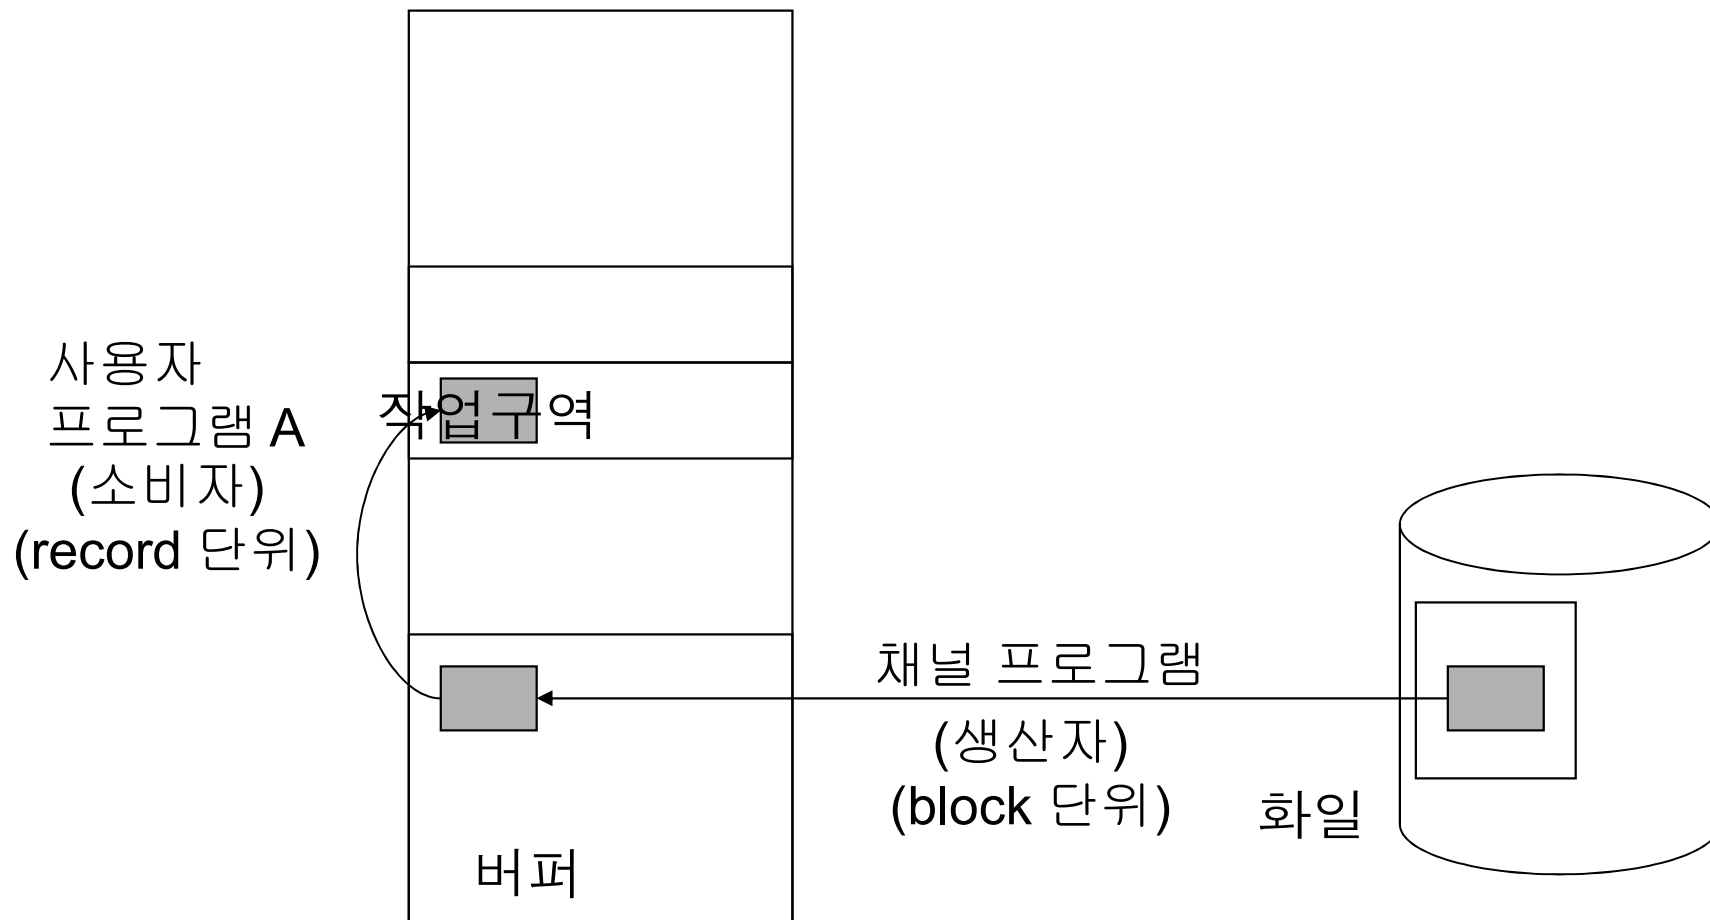 사용자
프로그램 A
(소비자)
(record 단위)
작업구역
채널 프로그램
(생산자)
(block 단위)
화일
버퍼